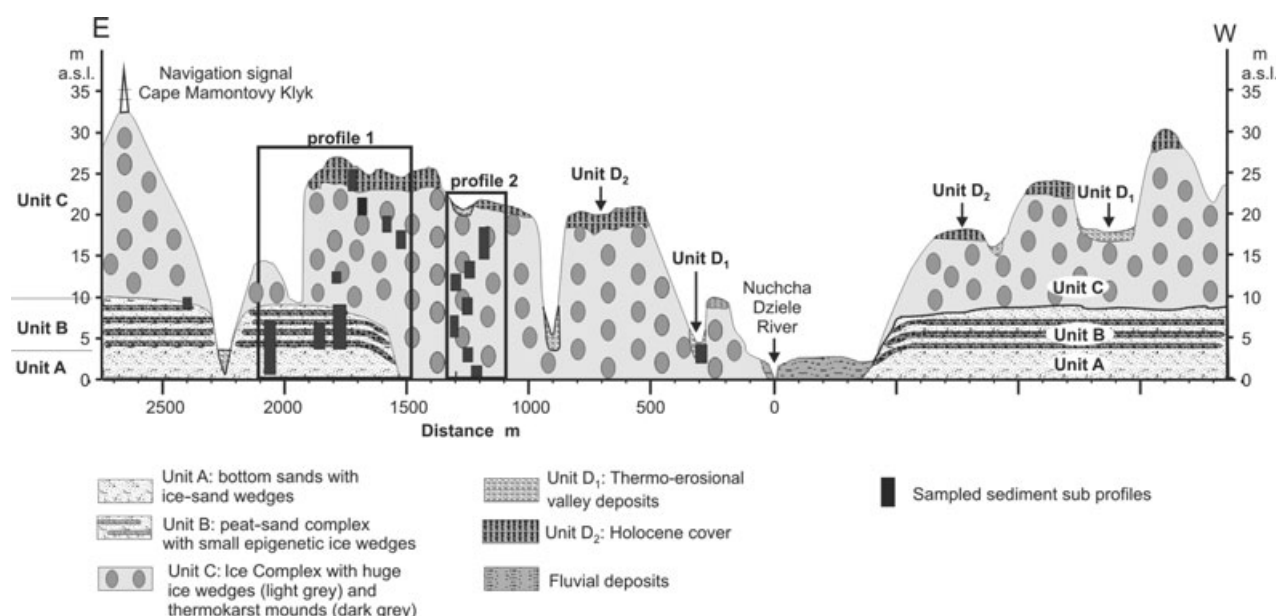 E
W
m
a.s.l.
Navigation signal
Cape Mamontovy Klyk
m
a.s.l.
35
30
25
20
15
10
5
0
35
30
25
20
15
10
5
0
profile 1
profile 2
Unit D2
Unit D2
Unit D1
Unit C
Unit D1
Nuchcha
Dziele
River
Unit C
Unit B
Unit B
Unit A
Unit A
2500
2000
1500
1000
500
0
Distance m
Unit A: bottom sands with
ice-sand wedges
Unit B: peat-sand complex
with small epigenetic ice wedges
Unit C: Ice Complex with huge
ice wedges (light grey) and
thermokarst mounds (dark grey)
Unit D1: Thermo-erosional
valley deposits
Unit D2: Holocene cover
Fluvial deposits
Sampled sediment sub profiles